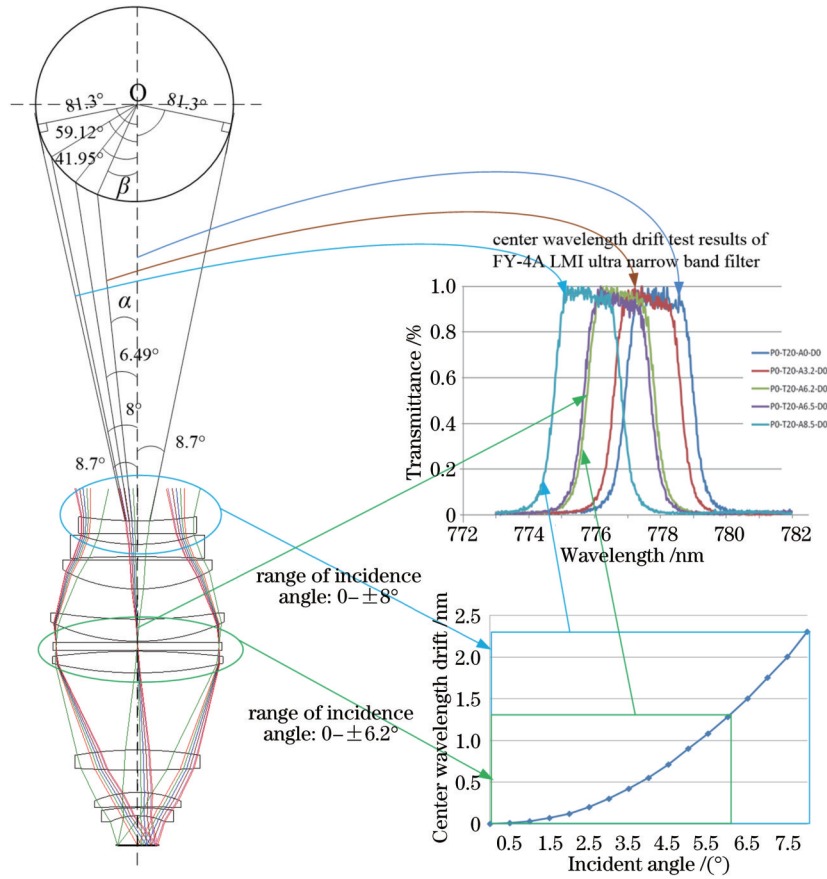 O
81.3°
81.3°
59.12°
41.95°
β
α
6.49°
8°
8.7°
8.7°
range of incidence
angle: 0–±8°
range of incidence
angle: 0–±6.2°
center wavelength drift test results of
FY-4A LMI ultra narrow band filter
Transmittance /%
1.0
0.8
0.6
0.4
0.2
0
772 774 776 778 780 782
Wavelength /nm
P0-T20-A0-D0
P0-T20-A3.2-D0
P0-T20-A6.2-D0
P0-T20-A6.5-D0
P0-T20-A8.5-D0
Center wavelength drift /nm
2.5
2.0
1.5
1.0
0.5
0
0.5 1.5 2.5 3.5 4.5 5.5 6.5 7.5
Incident angle /(°)